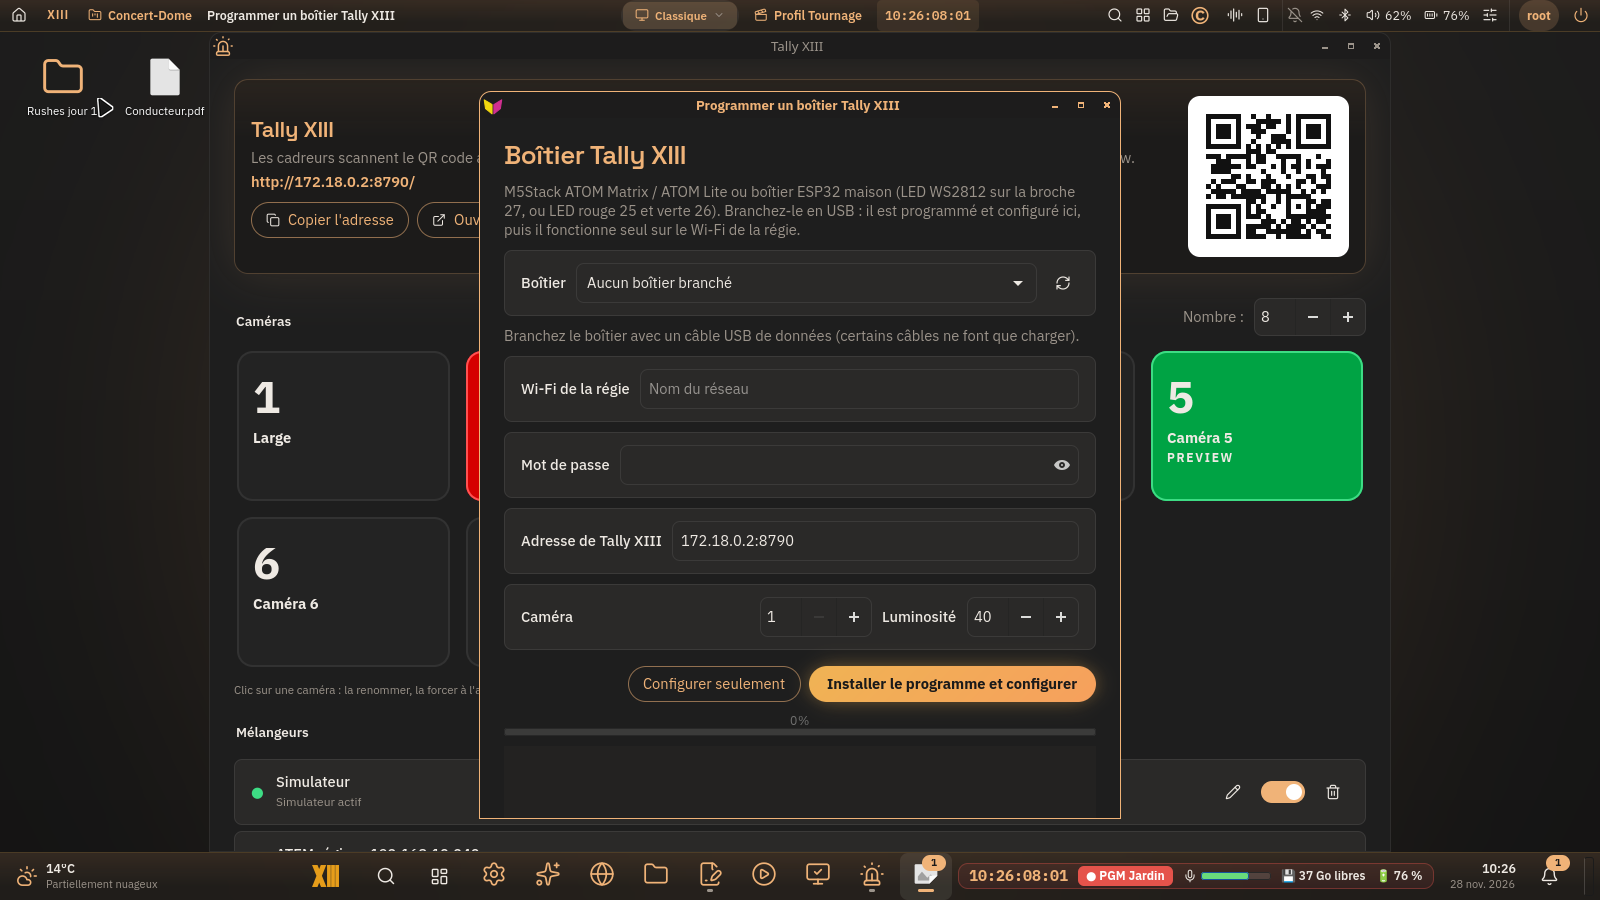 XIII
Concert-Dome
Programmer un boîtier Tally XIII
Classique
Profil Tournage
10:26:08:01
62%
76%
root
Tally XIII
Rushes jour 1
Conducteur.pdf
Tally XIII
Les cadreurs scannent le QR code
w.
http://172.18.0.2:8790/
Copier l'adresse
Ouv
Programmer un boîtier Tally XIII
Boîtier Tally XIII
M5Stack ATOM Matrix / ATOM Lite ou boîtier ESP32 maison (LED WS2812 sur la broche
27, ou LED rouge 25 et verte 26). Branchez-le en USB : il est programmé et configuré ici,
puis il fonctionne seul sur le Wi-Fi de la régie.
Boîtier
Aucun boîtier branché
Branchez le boîtier avec un câble USB de données (certains câbles ne font que charger).
Wi-Fi de la régie
Nom du réseau
Mot de passe
Adresse de Tally XIII
172.18.0.2:8790
Caméra
1
Luminosité
40
Configurer seulement
Installer le programme et configurer
0%
Caméras
Nombre :
8
1
Large
5
Caméra 5
PREVIEW
6
Caméra 6
Clic sur une caméra : la renommer, la forcer à l'a
Mélangeurs
Simulateur
Simulateur actif
14°C
Partiellement nuageux
XIII
1
10:26:08:01
PGM Jardin
37 Go libres
76 %
10:26
28 nov. 2026
1